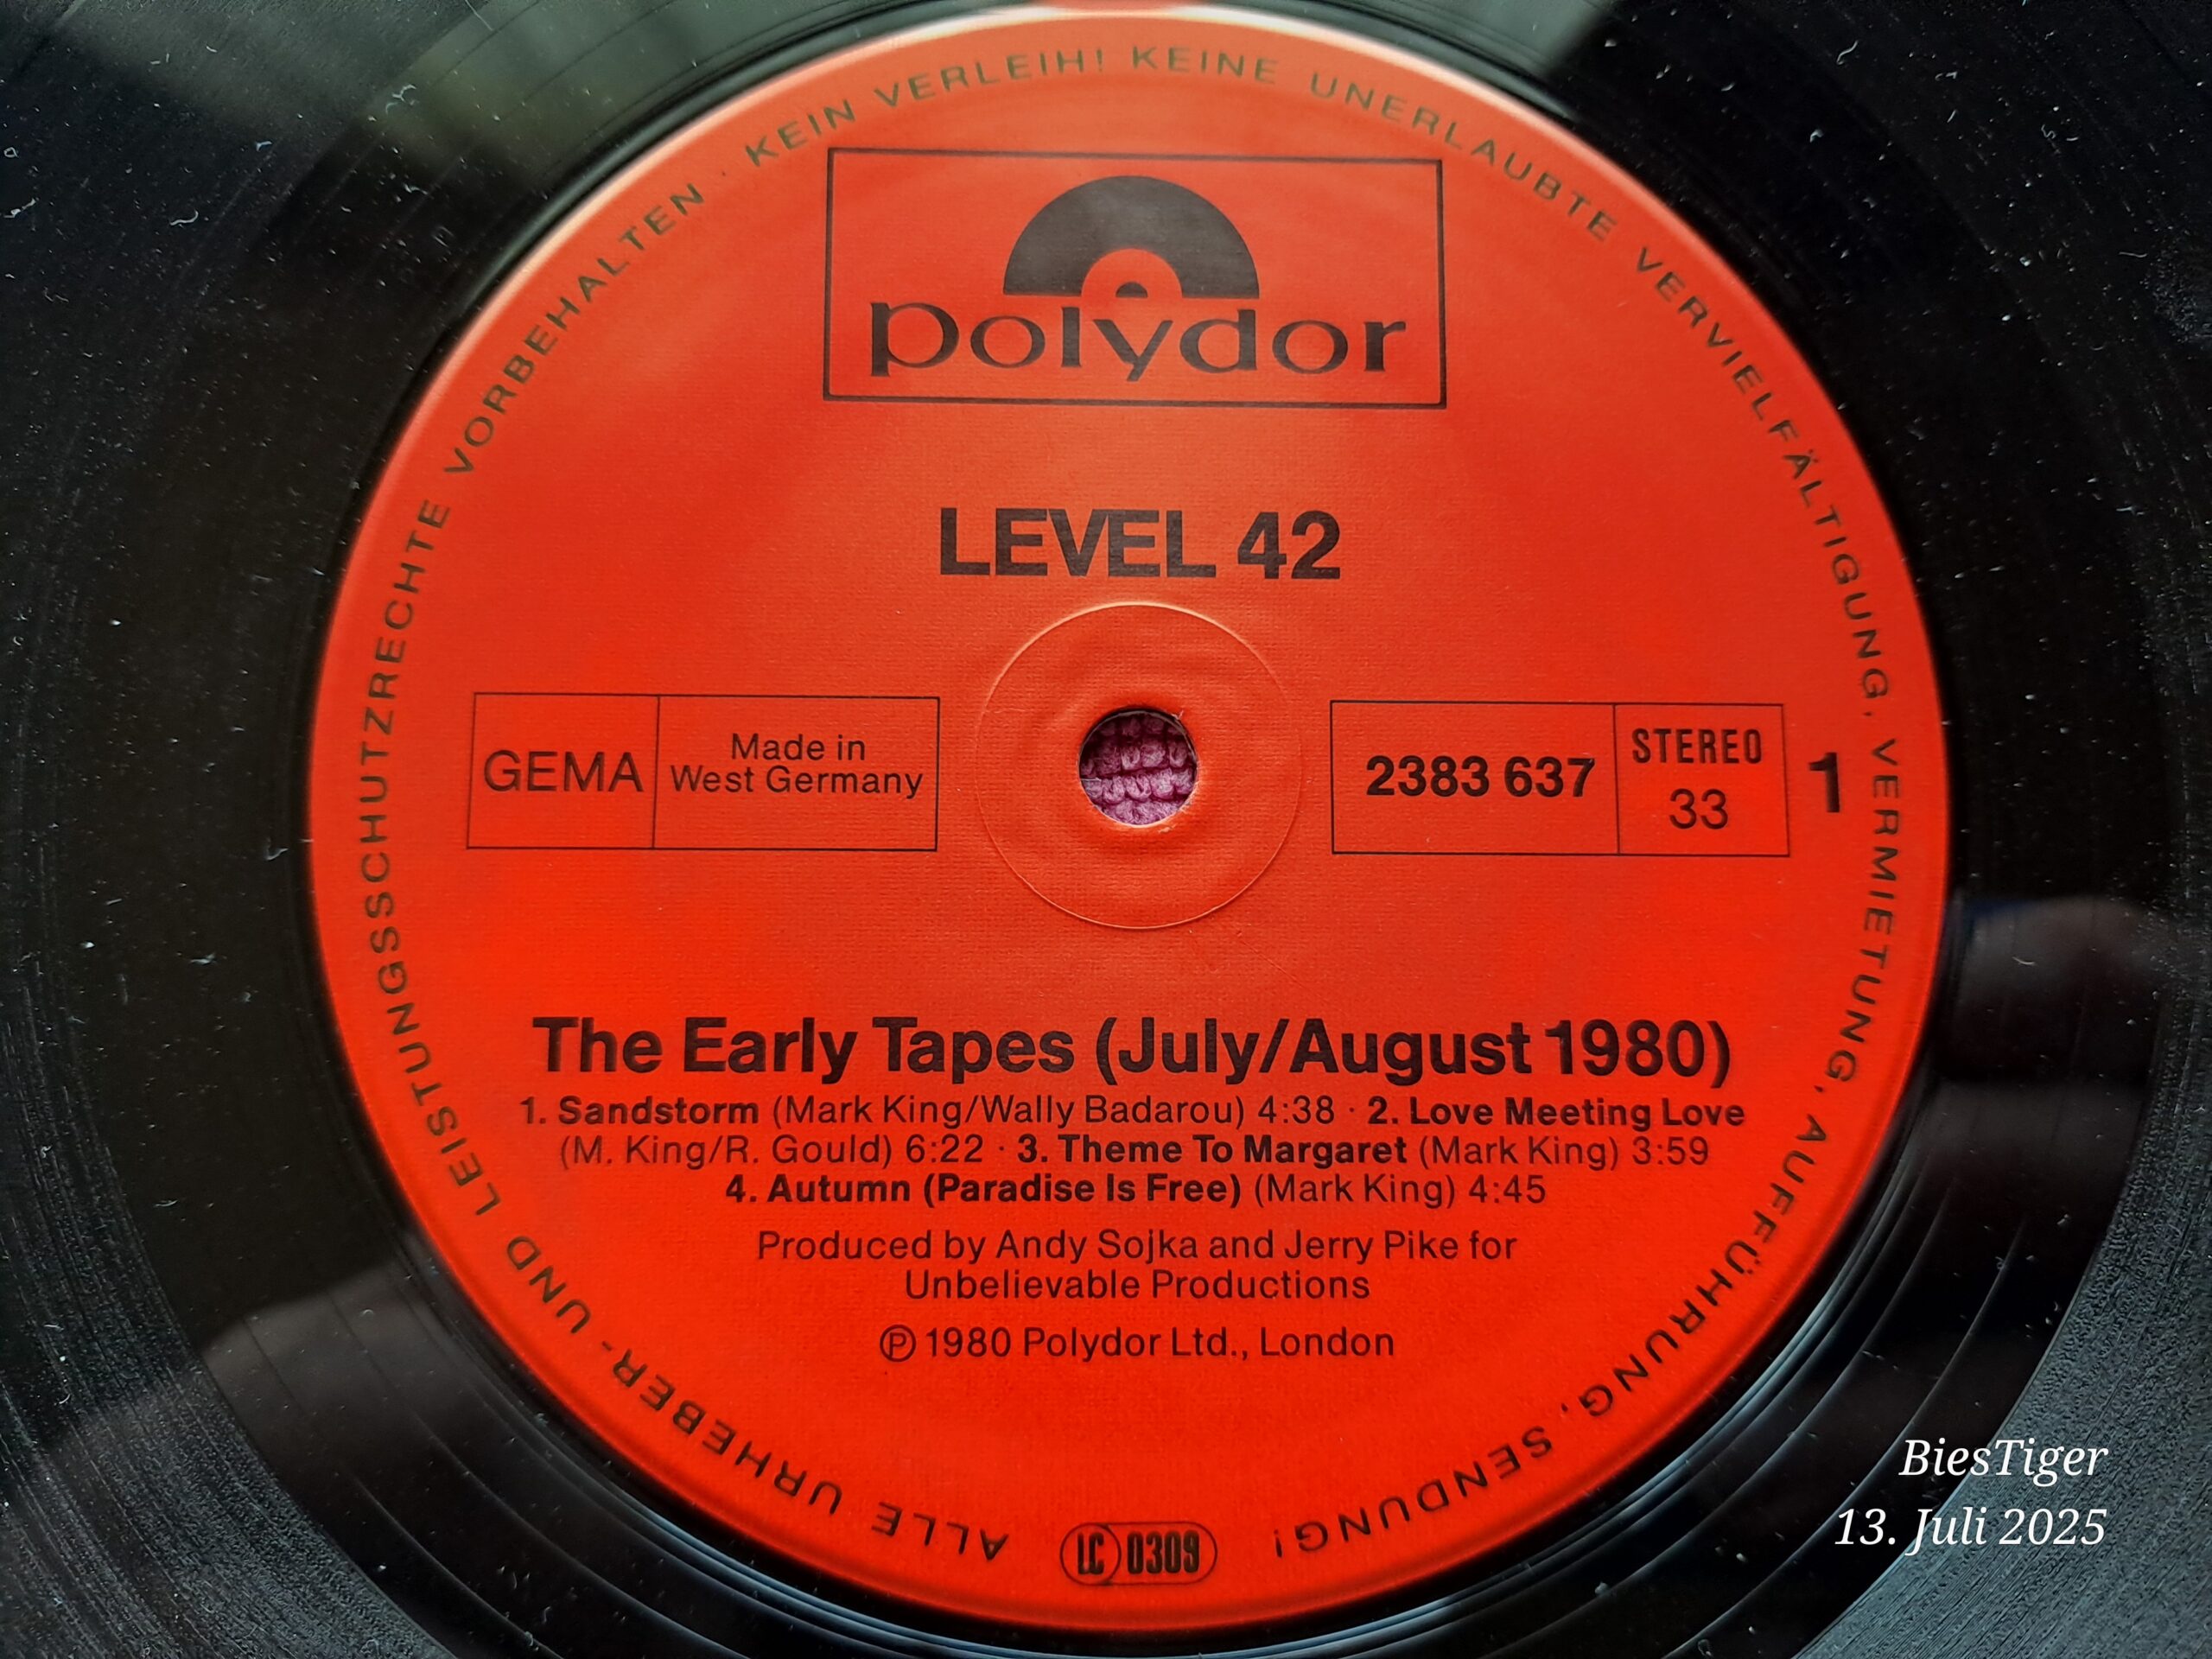 ALLE URHEBER- UND LEISTUNGSSCHUTZRECHTE VORBEHALTEN · KEIN VERLEIH! KEINE UNERLAUBTE VERVIELFÄLTIGUNG, VERMIETUNG, AUFFÜHRUNG, SENDUNG!
polydor
LEVEL 42
GEMA
Made in
West Germany
2383 637
STEREO
33
1
The Early Tapes (July/August 1980)
1. Sandstorm (Mark King/Wally Badarou) 4:38 · 2. Love Meeting Love
(M. King/R. Gould) 6:22 · 3. Theme To Margaret (Mark King) 3:59
4. Autumn (Paradise Is Free) (Mark King) 4:45
Produced by Andy Sojka and Jerry Pike for
Unbelievable Productions
℗ 1980 Polydor Ltd., London
LC 0309
BiesTiger
13. Juli 2025